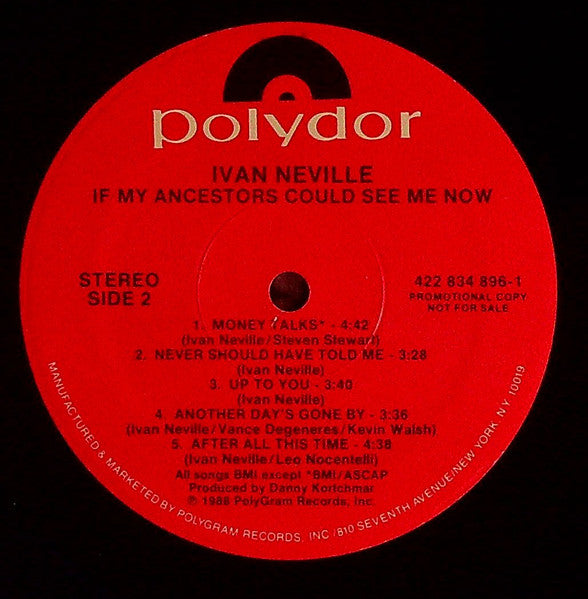 polydor
IVAN NEVILLE
IF MY ANCESTORS COULD SEE ME NOW
STEREO
SIDE 2
422 834 896-1
PROMOTIONAL COPY
NOT FOR SALE
1. MONEY TALKS* - 4:42
(Ivan Neville/Steven Stewart)
2. NEVER SHOULD HAVE TOLD ME - 3:28
(Ivan Neville)
3. UP TO YOU - 3:40
(Ivan Neville)
4. ANOTHER DAY'S GONE BY - 3:36
(Ivan Neville/Vance Degeneres/Kevin Walsh)
5. AFTER ALL THIS TIME - 4:38
(Ivan Neville/Leo Nocentelli)
All songs BMI except *BMI/ASCAP
Produced by Danny Kortchmar
℗ 1988 PolyGram Records, Inc.
MANUFACTURED & MARKETED BY POLYGRAM RECORDS, INC/810 SEVENTH AVENUE/NEW YORK, NY 10019